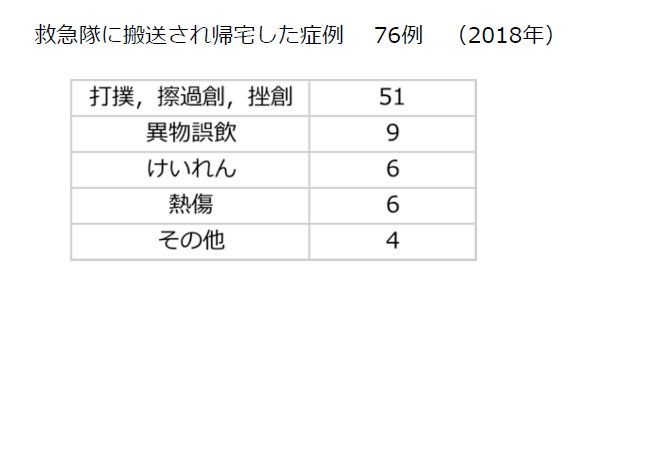 救急隊に搬送され帰宅した症例　76例　（2018年）
打撲，擦過創，挫創 51
異物誤飲 9
けいれん 6
熱傷 6
その他 4